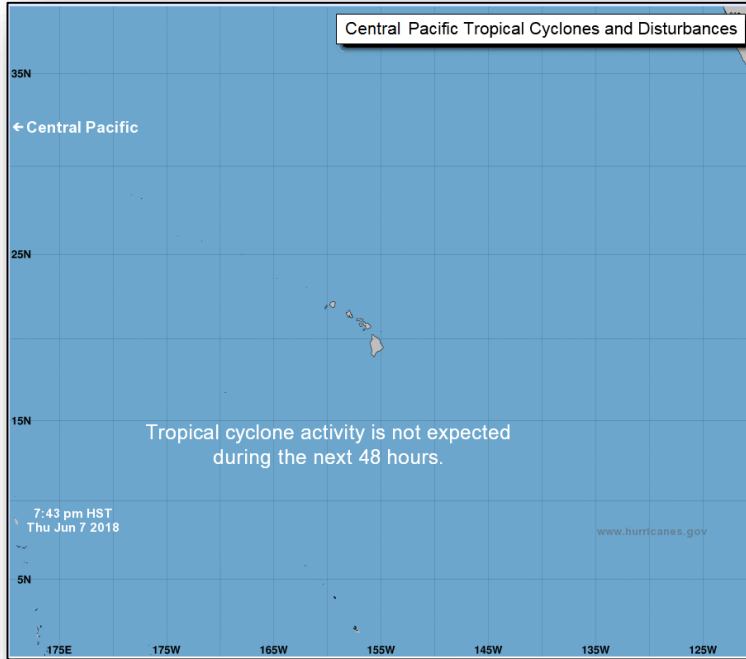 Central Pacific Tropical Cyclones and Disturbances
35N
← Central Pacific
25N
15N
Tropical cyclone activity is not expected
during the next 48 hours.
7:43 pm HST
Thu Jun 7 2018
www.hurricanes.gov
5N
175E 175W 165W 155W 145W 135W 125W